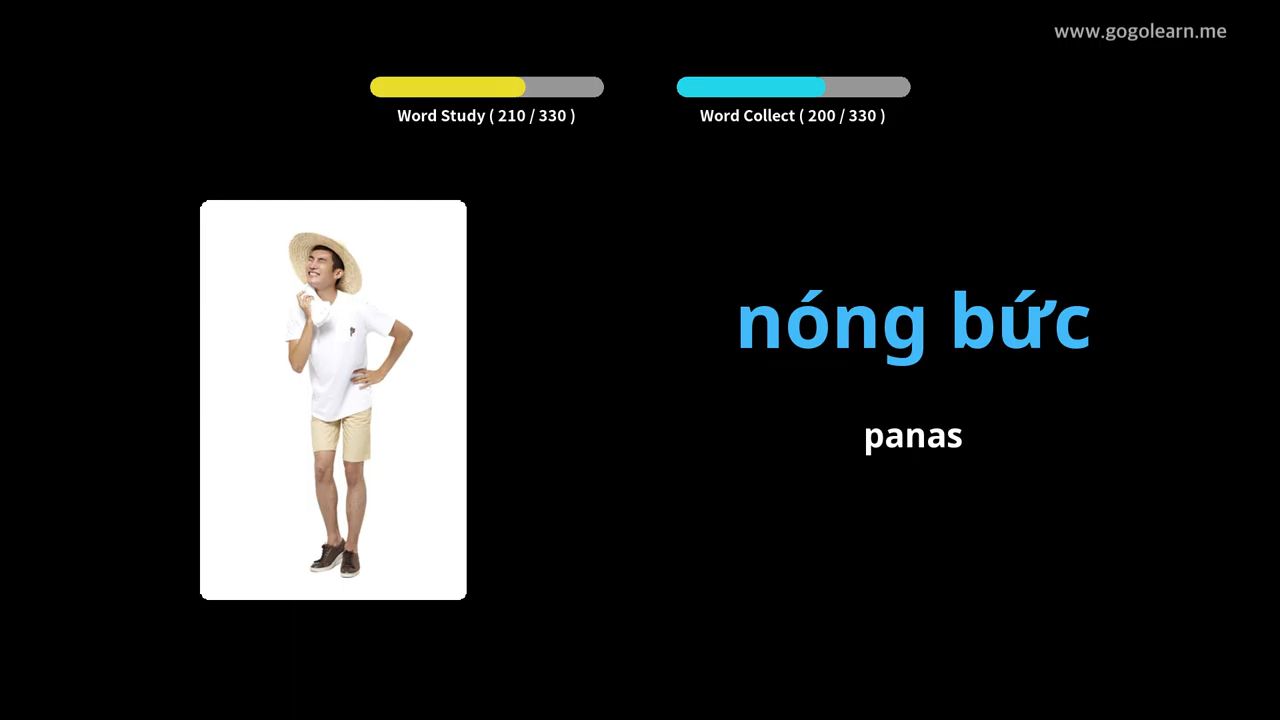 www.gogolearn.me
Word Study ( 210 / 330 )
Word Collect ( 200 / 330 )
nóng bức
panas